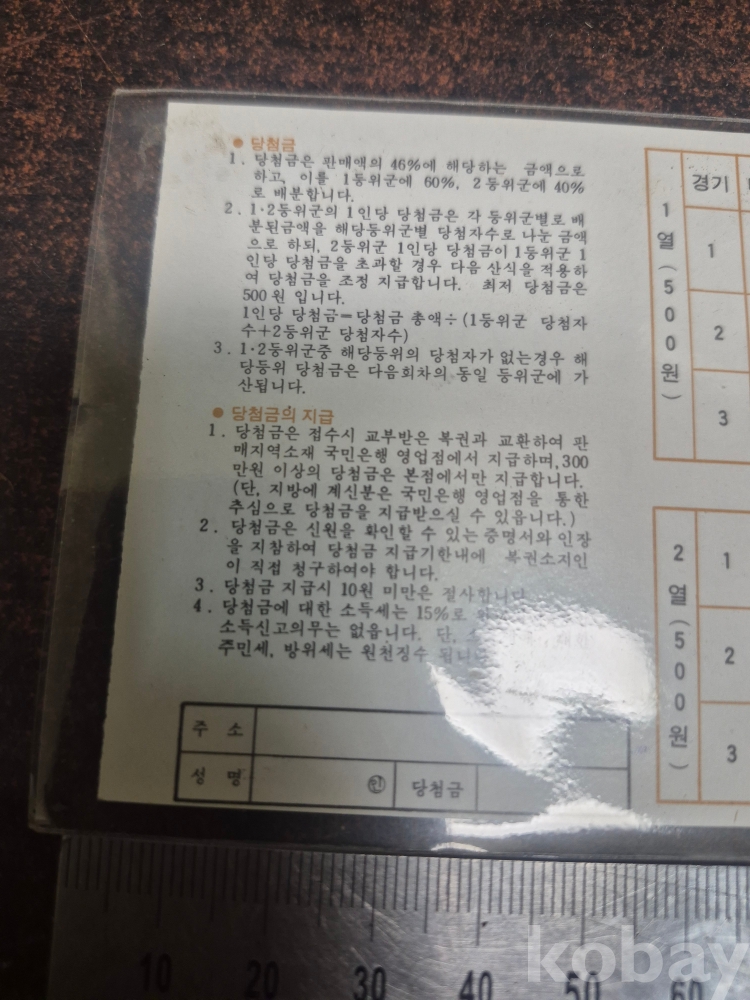 ● 당첨금
1. 당첨금은 판매액의 46%에 해당하는 금액으로
하고, 이를 1등위군에 60%, 2등위군에 40%
로 배분합니다.
2. 1·2등위군의 1인당 당첨금은 각 등위군별로 배
분된금액을 해당등위군별 당첨자수로 나눈 금액
으로 하되, 2등위군 1인당 당첨금이 1등위군 1
인당 당첨금을 초과할 경우 다음 산식을 적용하
여 당첨금을 조정 지급합니다. 최저 당첨금은
500원 입니다.
1인당 당첨금=당첨금 총액÷(1등위군 당첨자
수+2등위군 당첨자수)
3. 1·2등위군중 해당등위의 당첨자가 없는경우 해
당등위 당첨금은 다음회차의 동일 등위군에 가
산됩니다.
● 당첨금의 지급
1. 당첨금은 접수시 교부받은 복권과 교환하여 판
매지역소재 국민은행 영업점에서 지급하며, 300
만원 이상의 당첨금은 본점에서만 지급합니다.
(단, 지방에 계신분은 국민은행 영업점을 통한
추심으로 당첨금을 지급받으실 수 있읍니다.)
2. 당첨금은 신원을 확인할 수 있는 증명서와 인장
을 지참하여 당첨금 지급기한내에 복권소지인
이 직접 청구하여야 합니다.
3. 당첨금 지급시 10원 미만은 절사합니다
4. 당첨금에 대한 소득세는 15%로
소득신고의무는 없읍니다. 단,
주민세, 방위세는 원천징수
주소
성명 ㊞ 당첨금
경기
1열(500원)
1
2
3
2열(500원)
1
2
3
10 20 30 40 50 60
kobay